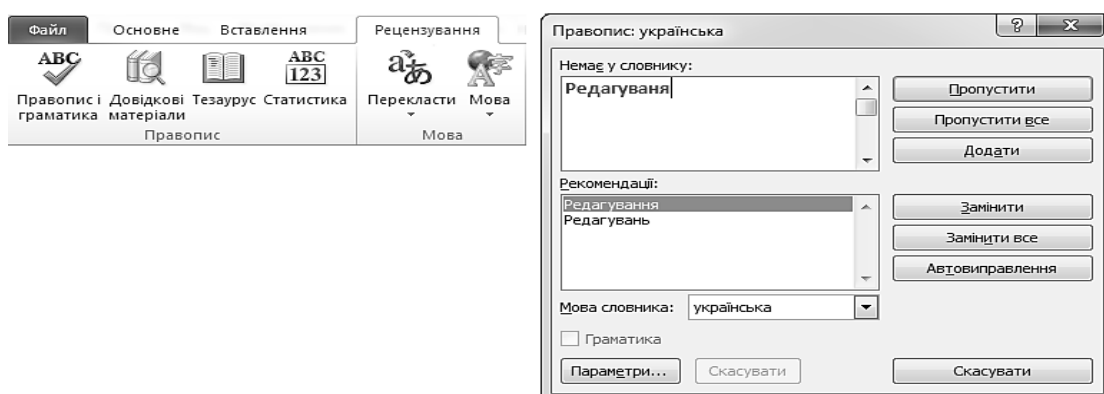 Файл Основне Вставлення Рецензування
ABC ABC 123
Правопис і граматика Довідкові матеріали Тезаурус Статистика Перекласти Мова
Правопис Мова
Правопис: українська
Немає у словнику:
Редагуваня
Пропустити
Пропустити все
Додати
Рекомендації:
Редагування
Редагувань
Замінити
Замінити все
Автовиправлення
Мова словника: українська
Граматика
Параметри... Скасувати Скасувати